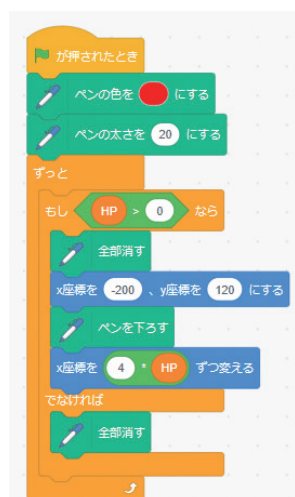 が押されたとき
ペンの色を にする
ペンの太さを 20 にする
ずっと
もし HP > 0 なら
全部消す
x座標を -200 、y座標を 120 にする
ペンを下ろす
x座標を 4 * HP ずつ変える
でなければ
全部消す